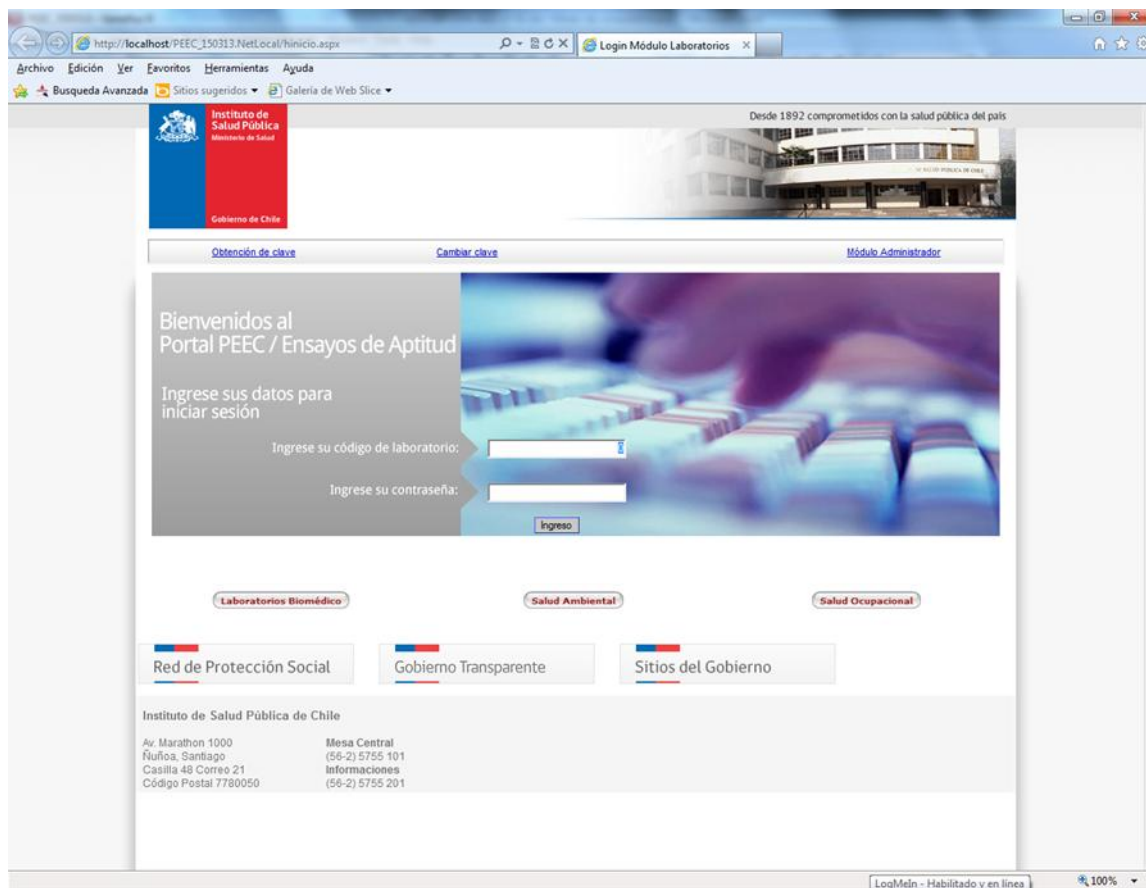 http://localhost/PEEC_150313.NetLocal/hinicio.aspx
Login Módulo Laboratorios
Archivo Edición Ver Favoritos Herramientas Ayuda
Busqueda Avanzada Sitios sugeridos Galería de Web Slice
Instituto de
Salud Pública
Ministerio de Salud
Gobierno de Chile
Desde 1892 comprometidos con la salud pública del país
Obtención de clave Cambiar clave Módulo Administrador
Bienvenidos al
Portal PEEC / Ensayos de Aptitud
Ingrese sus datos para
iniciar sesión
Ingrese su código de laboratorio: 0
Ingrese su contraseña:
Ingreso
Laboratorios Biomédico Salud Ambiental Salud Ocupacional
Red de Protección Social Gobierno Transparente Sitios del Gobierno
Instituto de Salud Pública de Chile
Av. Marathon 1000 Mesa Central
Ñuñoa, Santiago (56-2) 5755 101
Casilla 48 Correo 21 Informaciones
Código Postal 7780050 (56-2) 5755 201
LogMeIn - Habilitado y en línea 100%